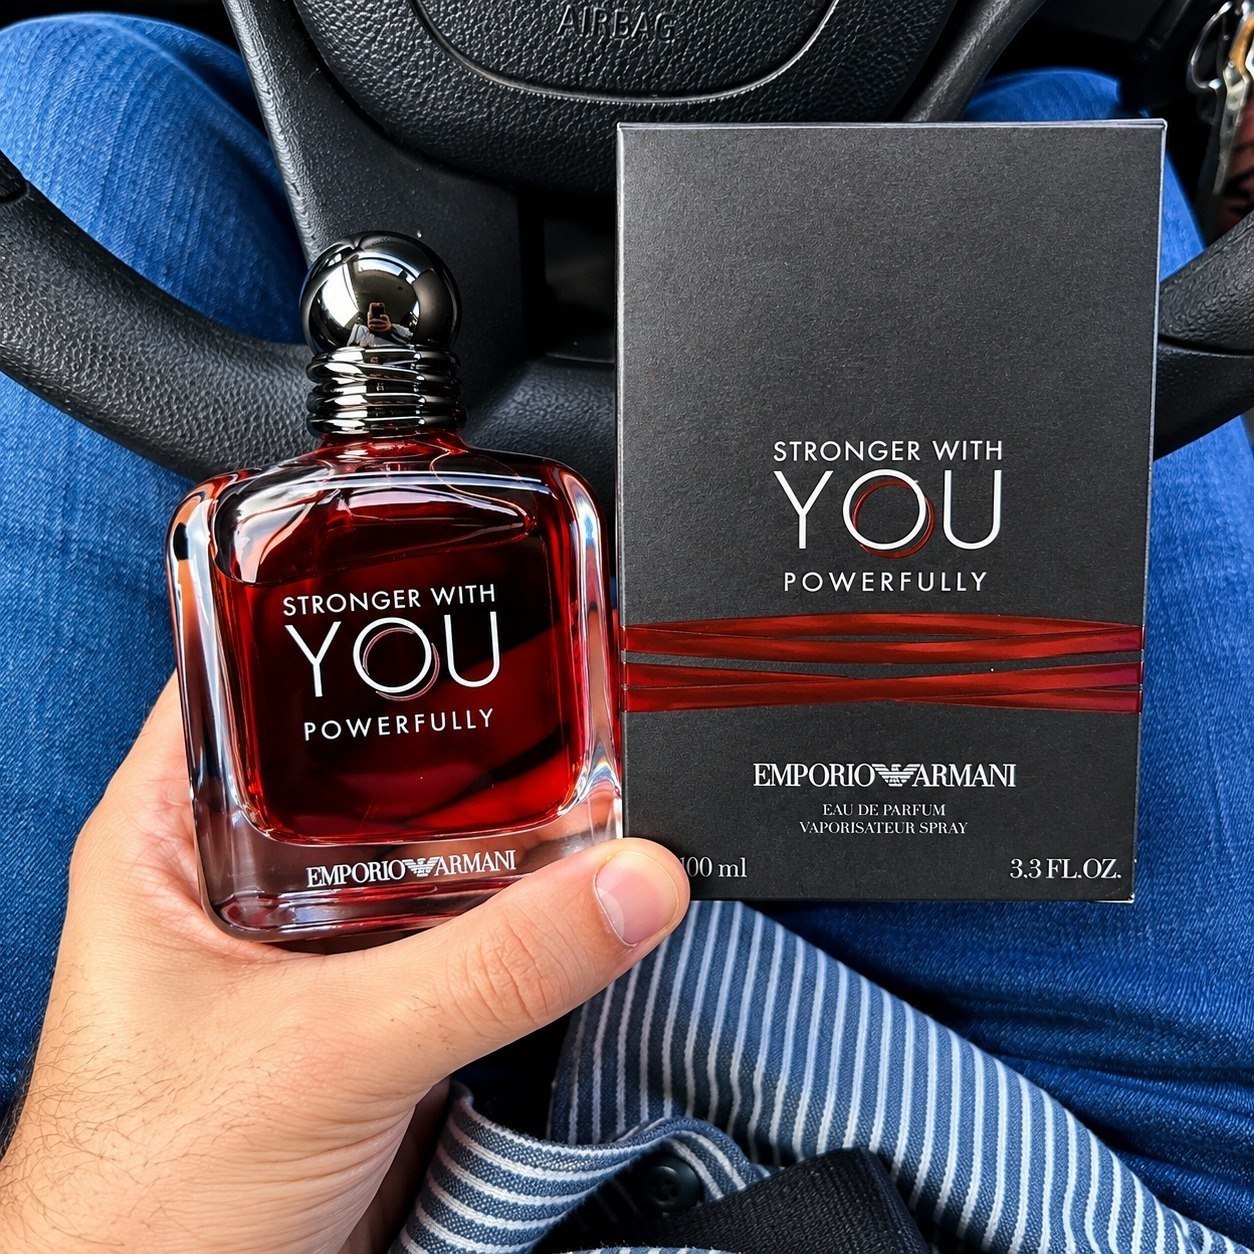 AIRBAG
STRONGER WITH
YOU
POWERFULLY
EMPORIO ARMANI
STRONGER WITH
YOU
POWERFULLY
EMPORIO ARMANI
EAU DE PARFUM
VAPORISATEUR SPRAY
00 ml
3.3 FL.OZ.